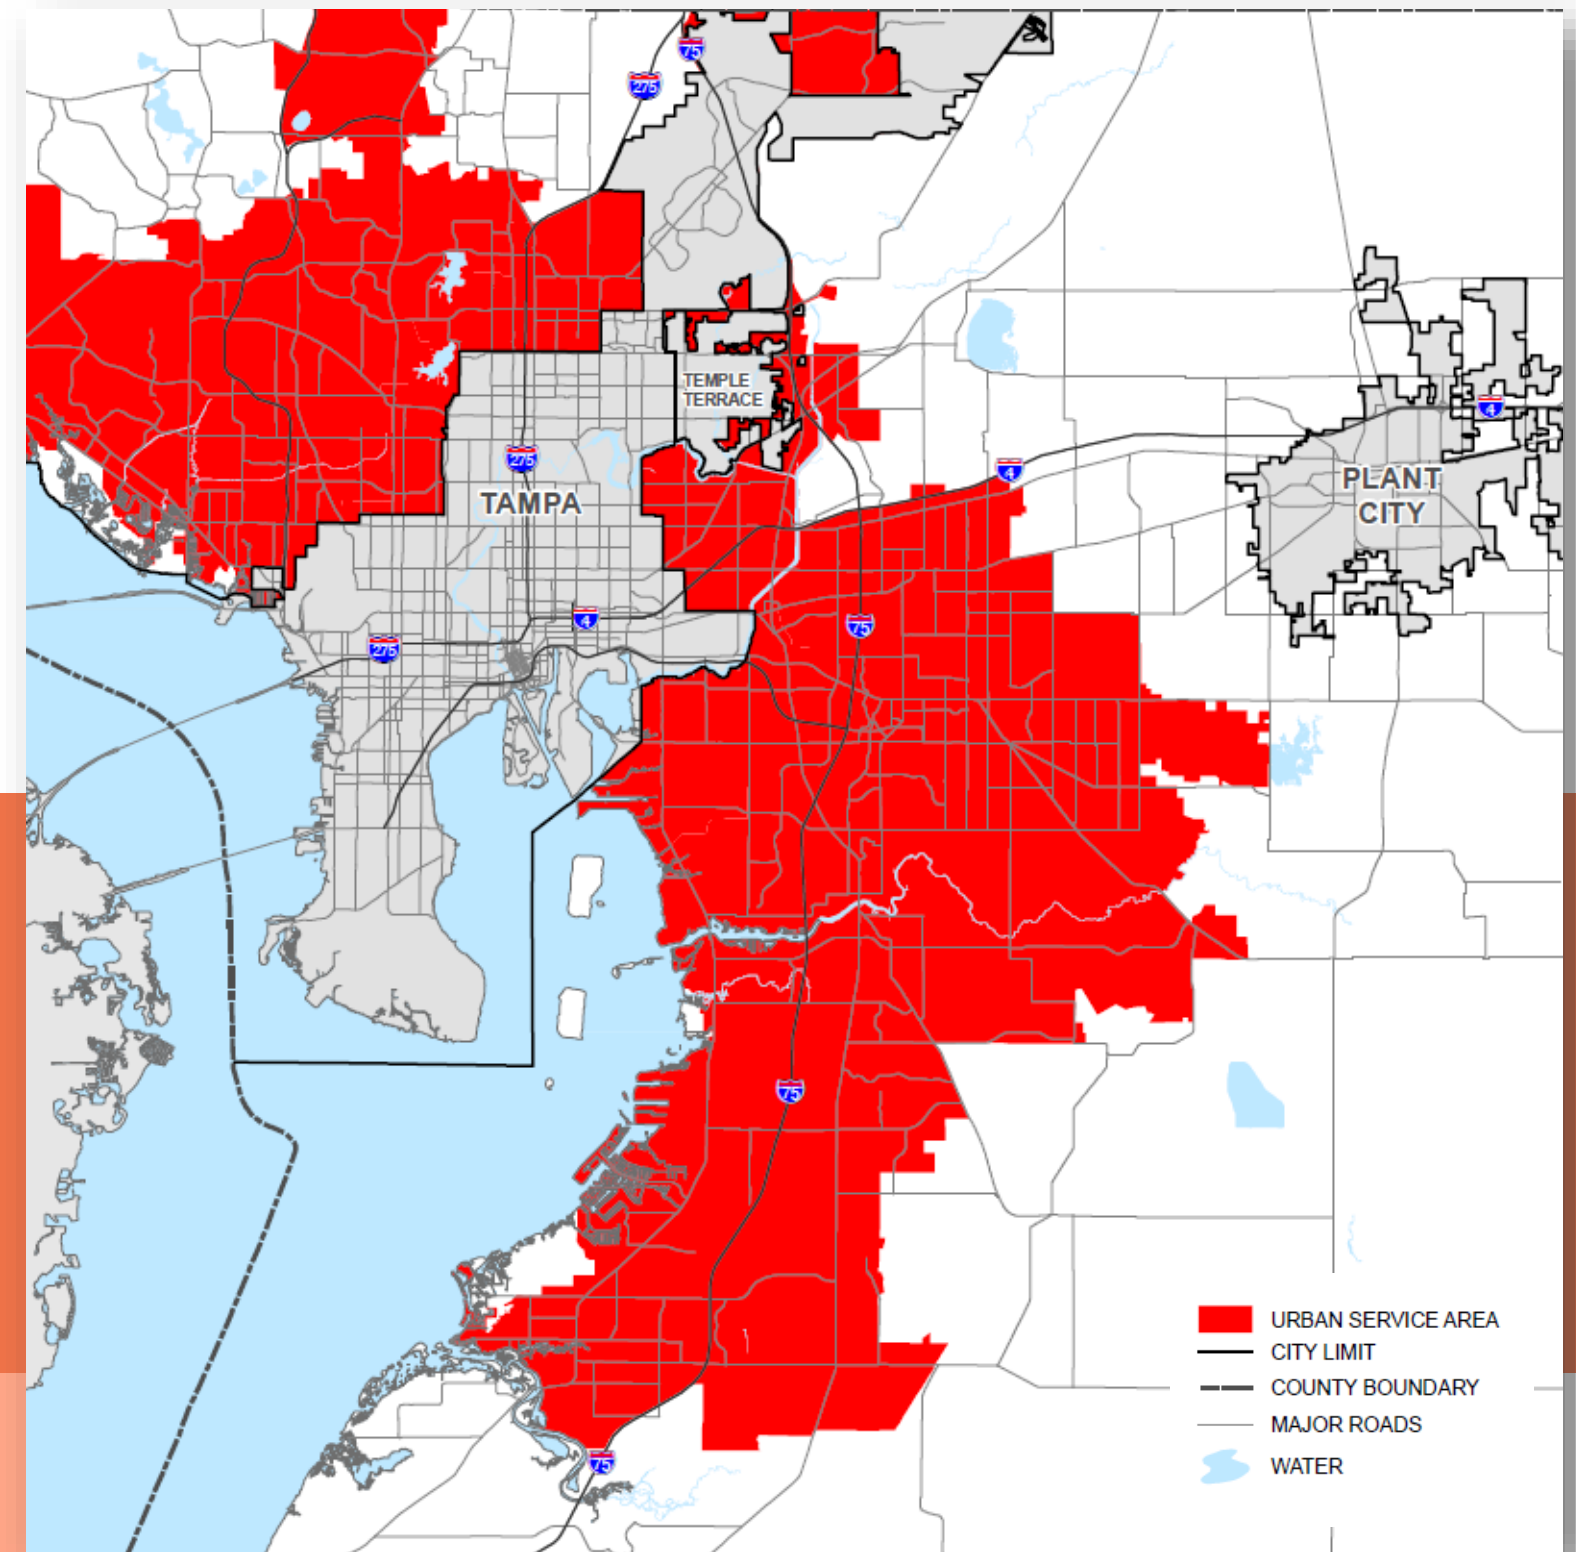 75
275
TEMPLE
TERRACE
4
275
4
TAMPA
PLANT
CITY
4
75
275
75
URBAN SERVICE AREA
CITY LIMIT
COUNTY BOUNDARY
MAJOR ROADS
75
WATER